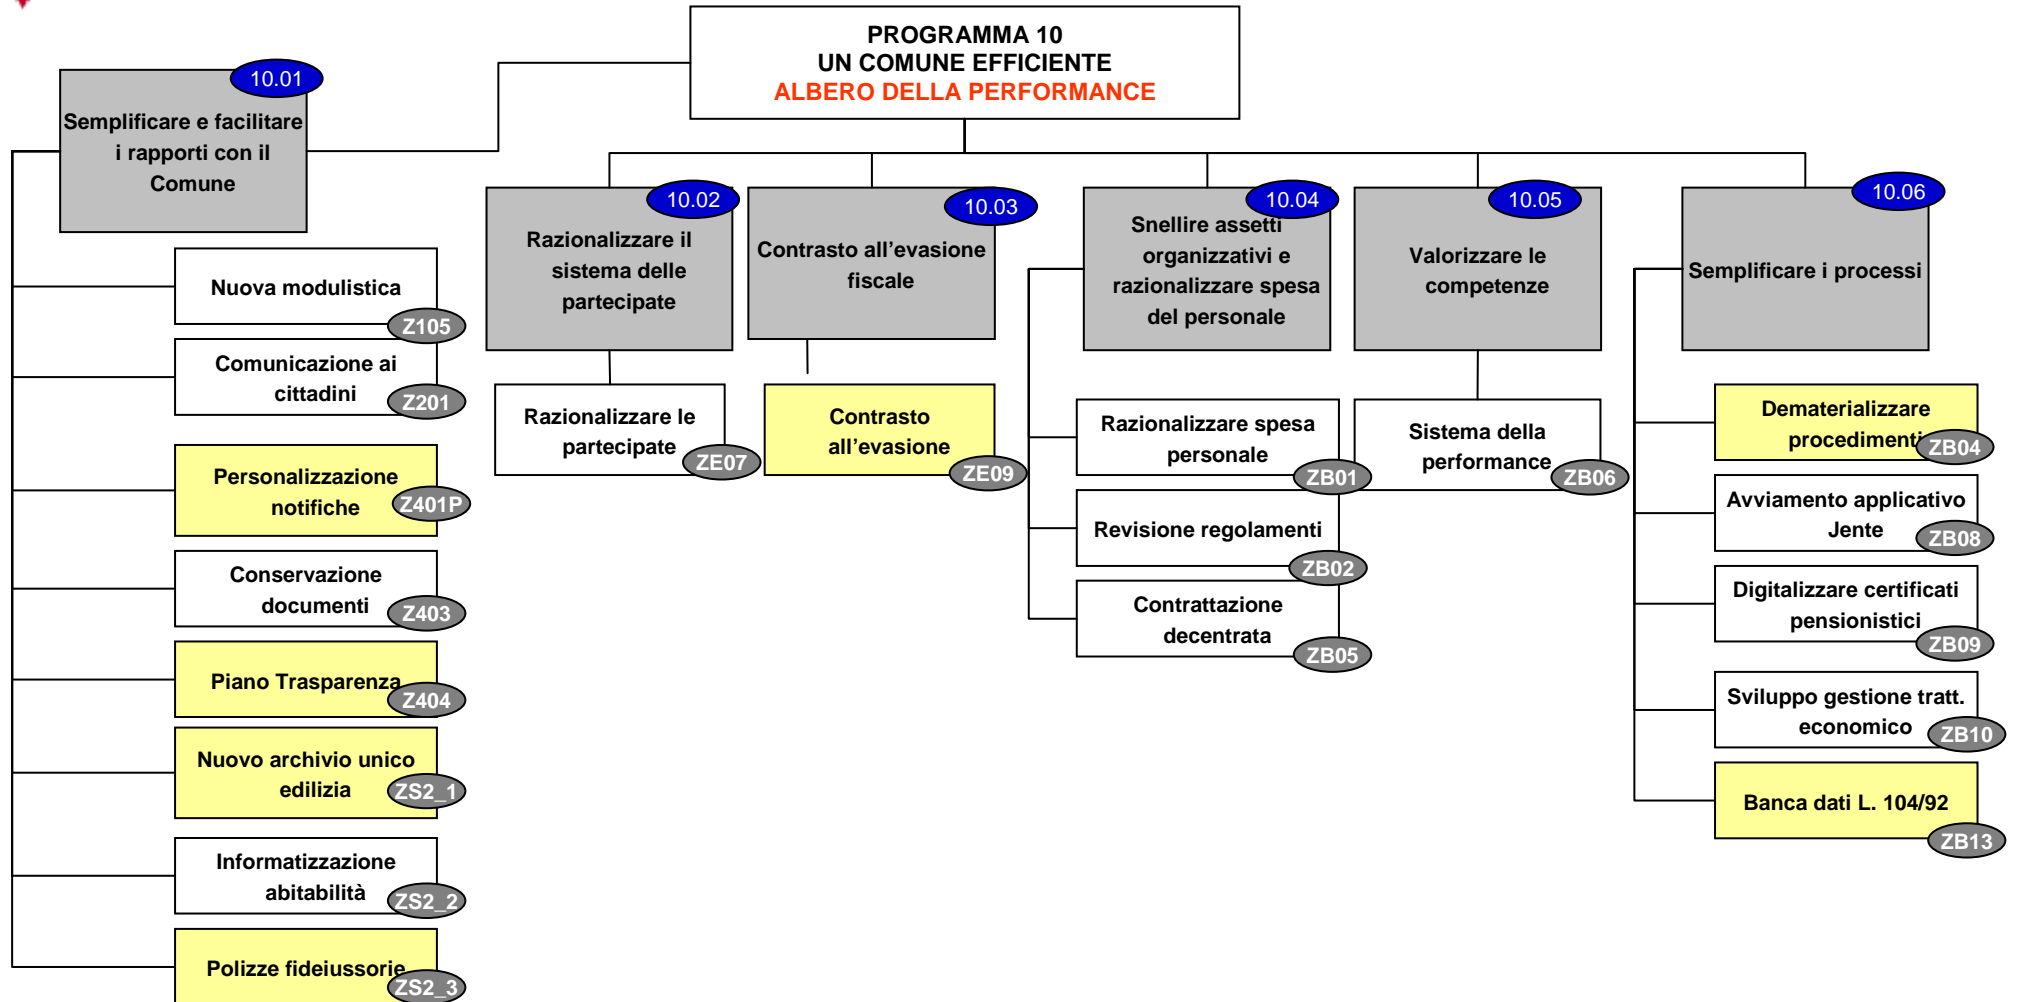 PROGRAMMA 10
UN COMUNE EFFICIENTE
ALBERO DELLA PERFORMANCE
10.01
Semplificare e facilitare
i rapporti con il
Comune
Nuova modulistica
Z105
Comunicazione ai
cittadini
Z201
Personalizzazione
notifiche
Z401P
Conservazione
documenti
Z403
Piano Trasparenza
Z404
Nuovo archivio unico
edilizia
ZS2_1
Informatizzazione
abitabilità
ZS2_2
Polizze fideiussorie
ZS2_3
10.02
Razionalizzare il
sistema delle
partecipate
Razionalizzare le
partecipate
ZE07
10.03
Contrasto all’evasione
fiscale
Contrasto
all’evasione
ZE09
10.04
Snellire assetti
organizzativi e
razionalizzare spesa
del personale
Razionalizzare spesa
personale
ZB01
Revisione regolamenti
ZB02
Contrattazione
decentrata
ZB05
10.05
Valorizzare le
competenze
Sistema della
performance
ZB06
10.06
Semplificare i processi
Dematerializzare
procedimenti
ZB04
Avviamento applicativo
Jente
ZB08
Digitalizzare certificati
pensionistici
ZB09
Sviluppo gestione tratt.
economico
ZB10
Banca dati L. 104/92
ZB13